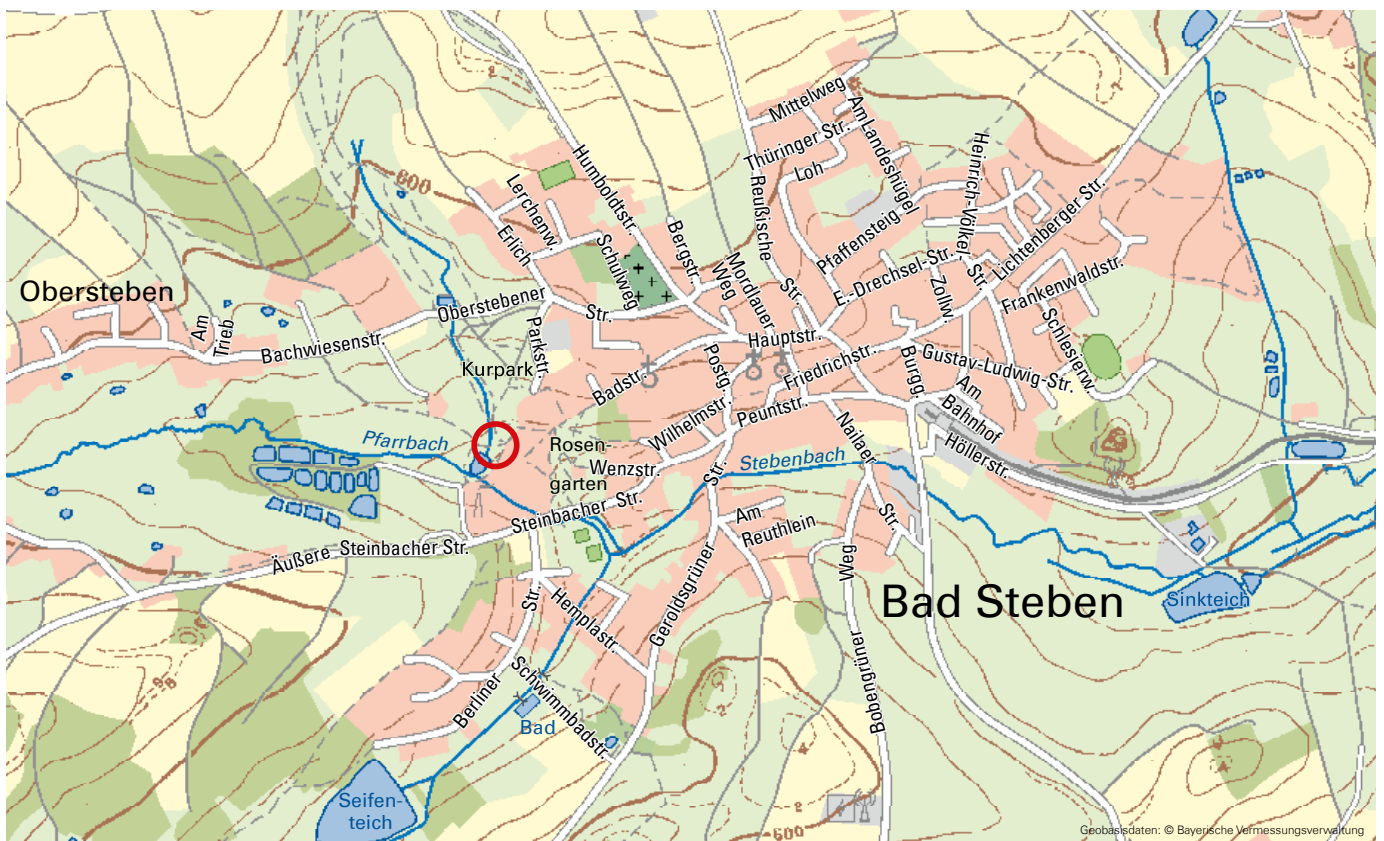 Mittelweg
Am Landeshügel
Thüringer Str.
Loh
Heinrich-Völkel-
Str.
Humboldtstr.
Reußische
Str.
600
Lerchenw.
Erlich
Schulweg
Bergstr.
Pfaffensteig
Lichtenberger Str.
Mordlauer
Weg
E.-Drechsel-Str.
Zollw.
Frankenwaldstr.
Obersteben
Oberstebener
Str.
Am
Trieb
Bachwiesenstr.
Parkstr.
Hauptstr.
Schlesierw.
Kurpark
Badstr.
Postg.
Friedrichstr.
Burgg.
Gustav-Ludwig-Str.
Wilhelmstr.
Peuntstr.
Am
Bahnhof
Pfarrbach
Rosen-
garten
Wenzstr.
Nailaer
Str.
Höllerstr.
Stebenbach
Str.
Steinbacher Str.
Am
Reuthlein
Äußere Steinbacher Str.
Geroldsgrüner
Weg
Bad Steben
Sinkteich
Hemplastr.
Str.
Berliner
Schwimmbadstr.
Bobengrüner
Bad
Seifen-
teich
600
Geobasisdaten: © Bayerische Vermessungsverwaltung